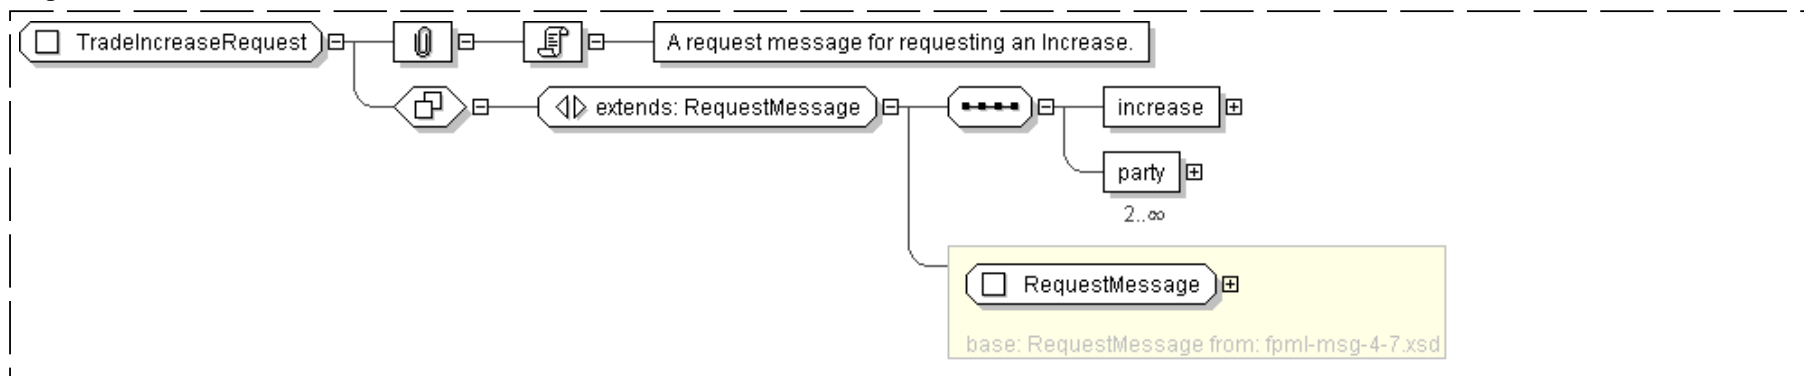 TradeIncreaseRequest
A request message for requesting an Increase.
extends: RequestMessage
increase
party
2..∞
RequestMessage
base: RequestMessage from: fpml-msg-4-7.xsd